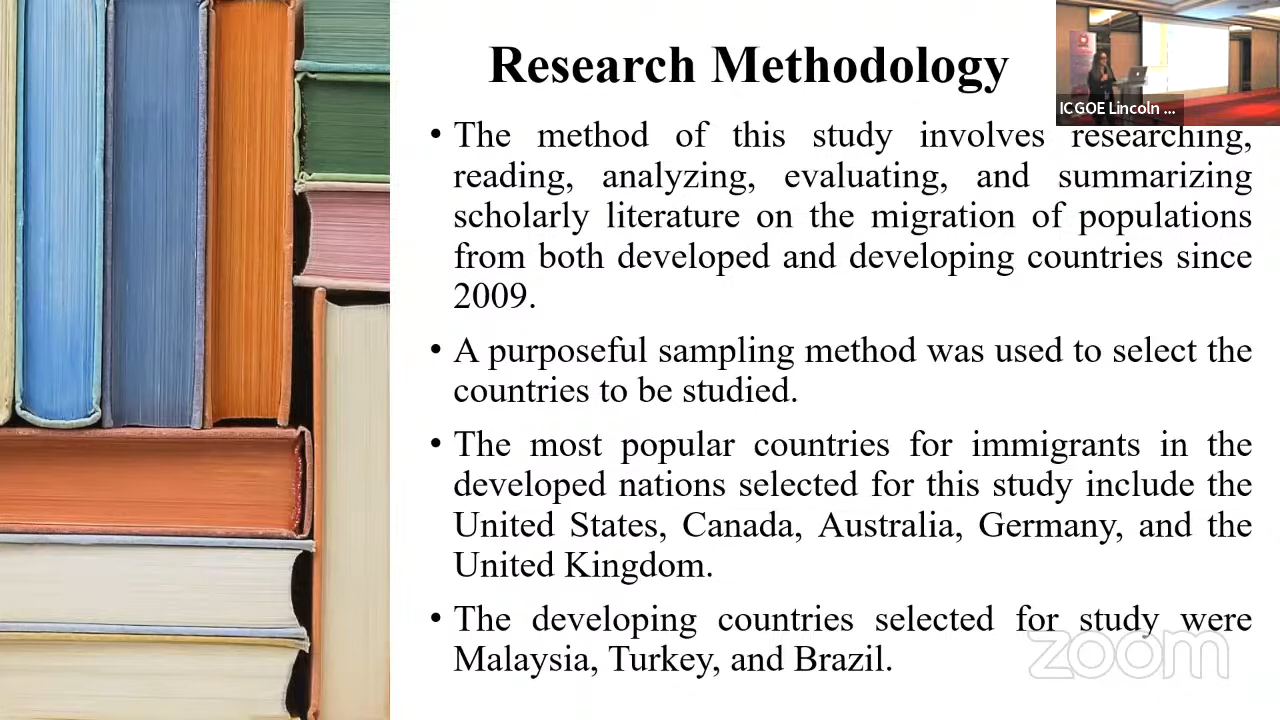 Research Methodology
ICGOE Lincoln ...
• The method of this study involves researching,
reading, analyzing, evaluating, and summarizing
scholarly literature on the migration of populations
from both developed and developing countries since
2009.
• A purposeful sampling method was used to select the
countries to be studied.
• The most popular countries for immigrants in the
developed nations selected for this study include the
United States, Canada, Australia, Germany, and the
United Kingdom.
• The developing countries selected for study were
Malaysia, Turkey, and Brazil.
zoom